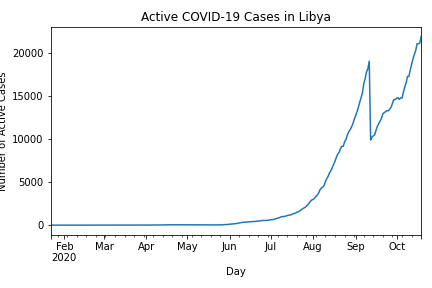 Active COVID-19 Cases in Libya
Number of Active Cases
20000
15000
10000
5000
0
Feb Mar Apr May Jun Jul Aug Sep Oct
2020
Day